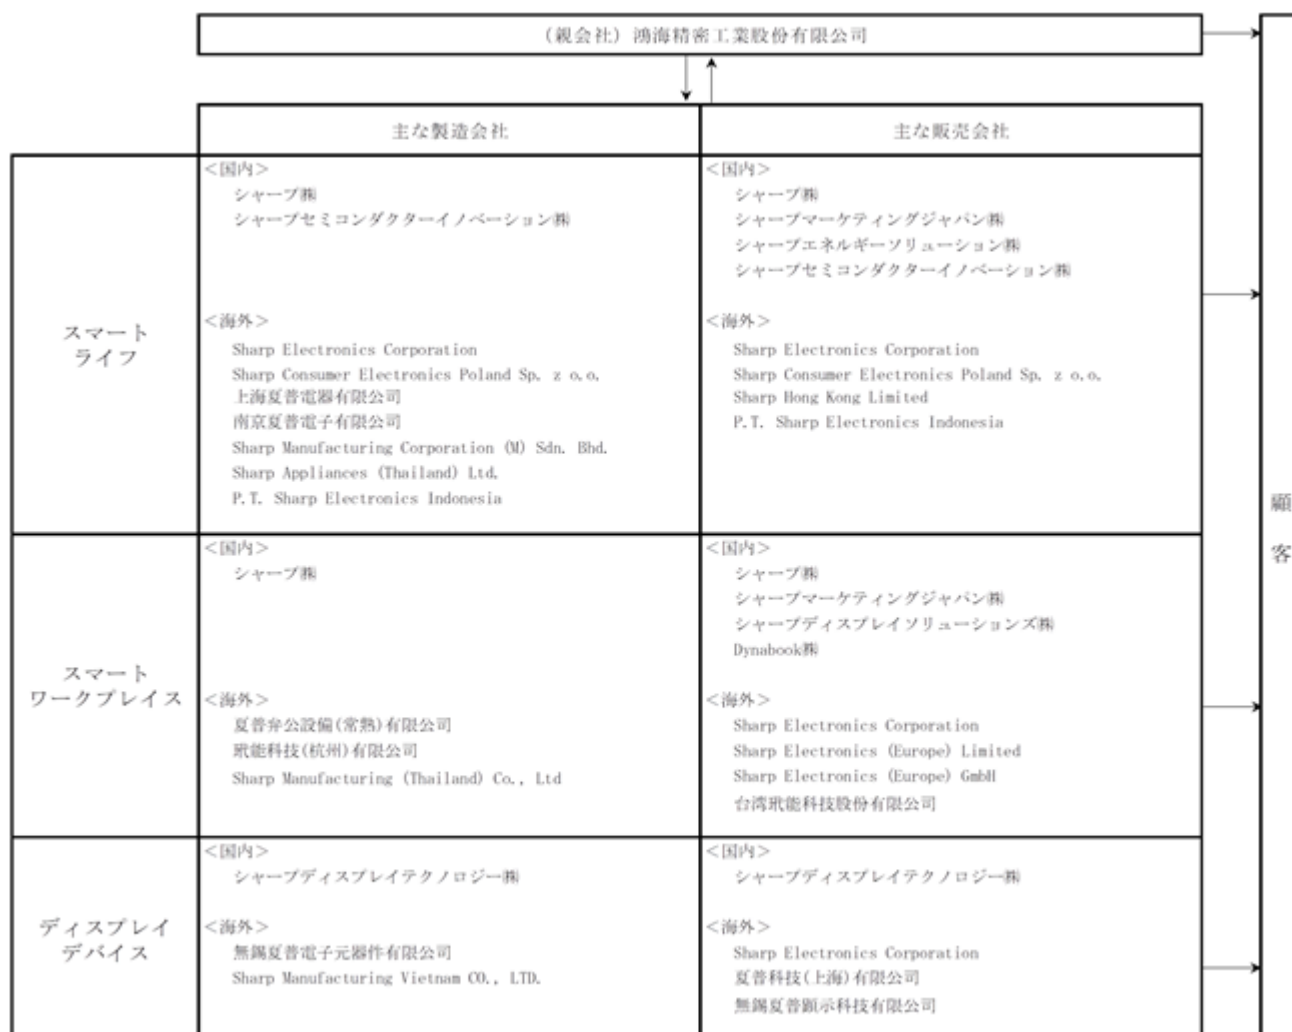 (親会社) 鴻海精密工業股份有限公司
主な製造会社
主な販売会社
スマート
ライフ
<国内>
シャープ㈱
シャープセミコンダクターイノベーション㈱
<海外>
Sharp Electronics Corporation
Sharp Consumer Electronics Poland Sp. z o.o.
上海夏普電器有限公司
南京夏普電子有限公司
Sharp Manufacturing Corporation (M) Sdn. Bhd.
Sharp Appliances (Thailand) Ltd.
P.T. Sharp Electronics Indonesia
<国内>
シャープ㈱
シャープマーケティングジャパン㈱
シャープエネルギーソリューション㈱
シャープセミコンダクターイノベーション㈱
<海外>
Sharp Electronics Corporation
Sharp Consumer Electronics Poland Sp. z o.o.
Sharp Hong Kong Limited
P.T. Sharp Electronics Indonesia
スマート
ワークプレイス
<国内>
シャープ㈱
<海外>
夏普弁公設備(常熟)有限公司
玳能科技(杭州)有限公司
Sharp Manufacturing (Thailand) Co., Ltd
<国内>
シャープ㈱
シャープマーケティングジャパン㈱
シャープディスプレイソリューションズ㈱
Dynabook㈱
<海外>
Sharp Electronics Corporation
Sharp Electronics (Europe) Limited
Sharp Electronics (Europe) GmbH
台湾玳能科技股份有限公司
ディスプレイ
デバイス
<国内>
シャープディスプレイテクノロジー㈱
<海外>
無錫夏普電子元器件有限公司
Sharp Manufacturing Vietnam CO., LTD.
<国内>
シャープディスプレイテクノロジー㈱
<海外>
Sharp Electronics Corporation
夏普科技(上海)有限公司
無錫夏普顕示科技有限公司
顧
客